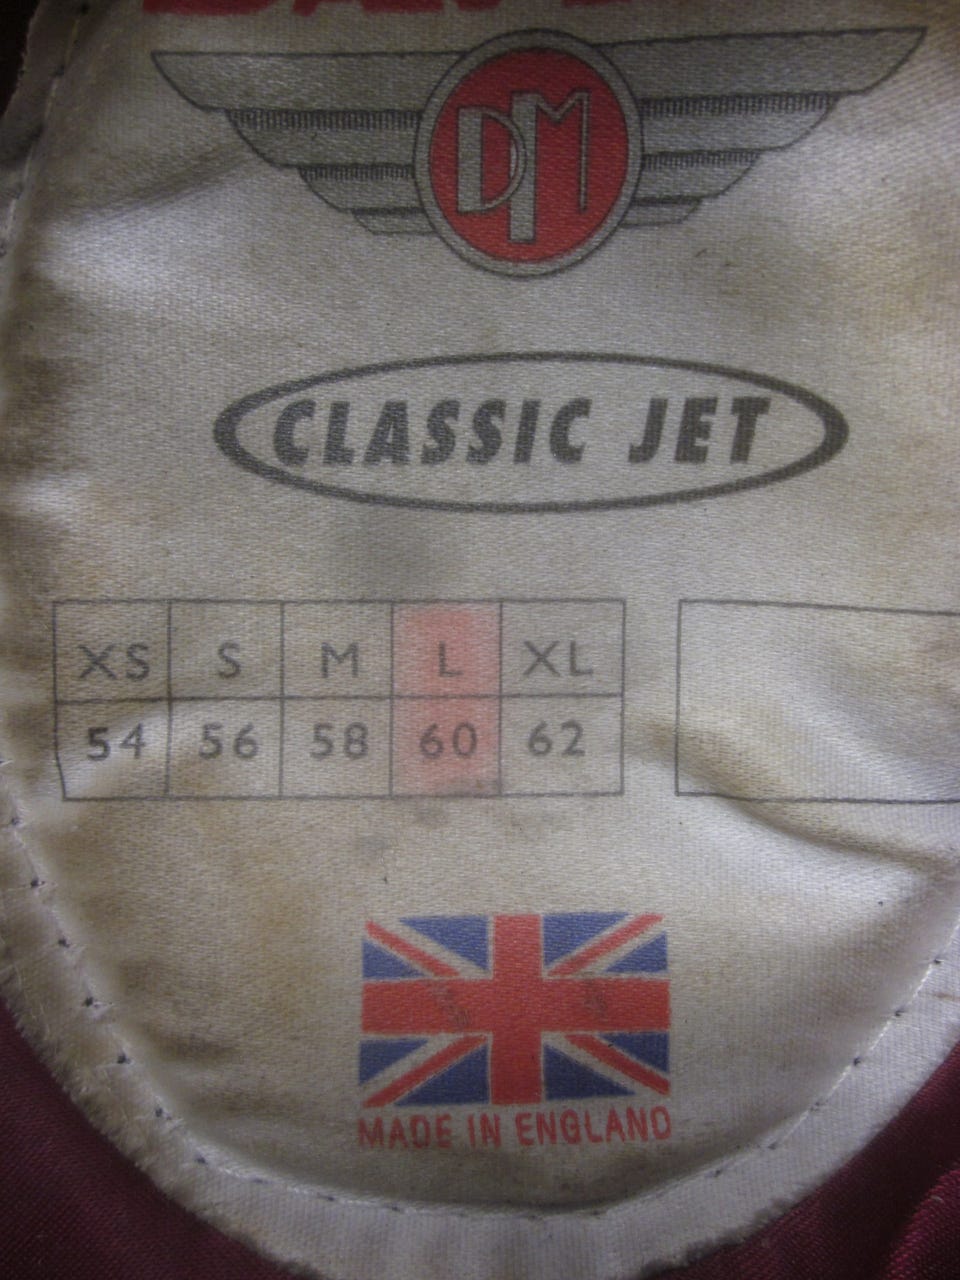 DM
CLASSIC JET
XS S M L XL
54 56 58 60 62
MADE IN ENGLAND